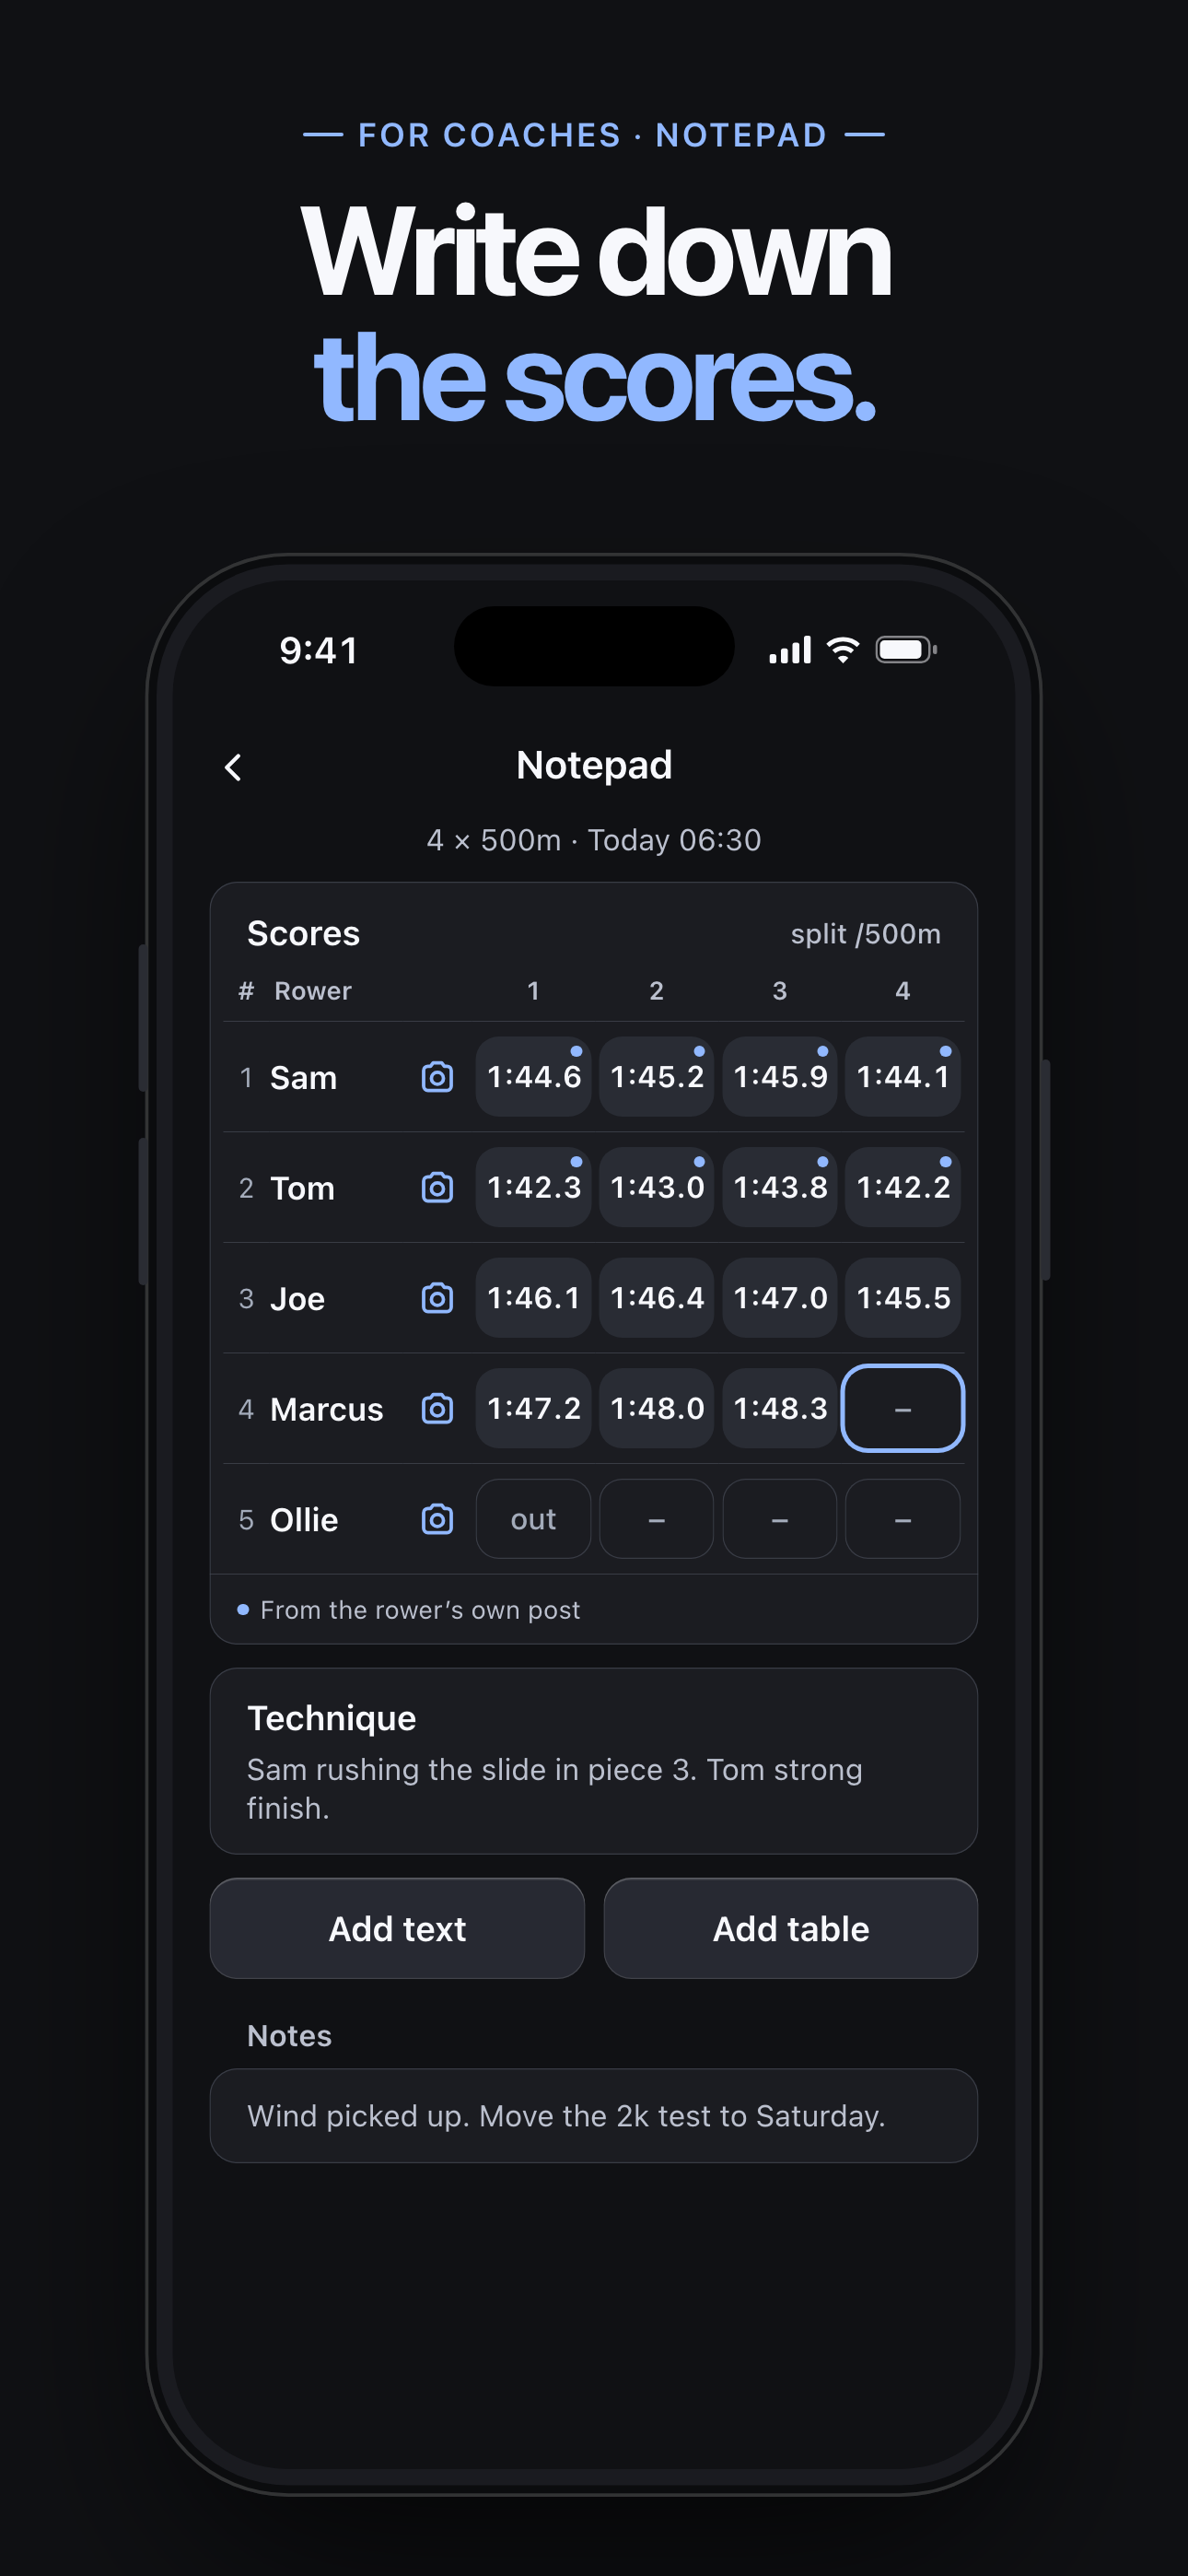 FOR COACHES · NOTEPAD
Write down
the scores.
9:41
Notepad
4 × 500m · Today 06:30
Scores split /500m
# Rower 1 2 3 4
1 Sam 1:44.6 1:45.2 1:45.9 1:44.1
2 Tom 1:42.3 1:43.0 1:43.8 1:42.2
3 Joe 1:46.1 1:46.4 1:47.0 1:45.5
4 Marcus 1:47.2 1:48.0 1:48.3 –
5 Ollie out – – –
From the rower’s own post
Technique
Sam rushing the slide in piece 3. Tom strong
finish.
Add text Add table
Notes
Wind picked up. Move the 2k test to Saturday.